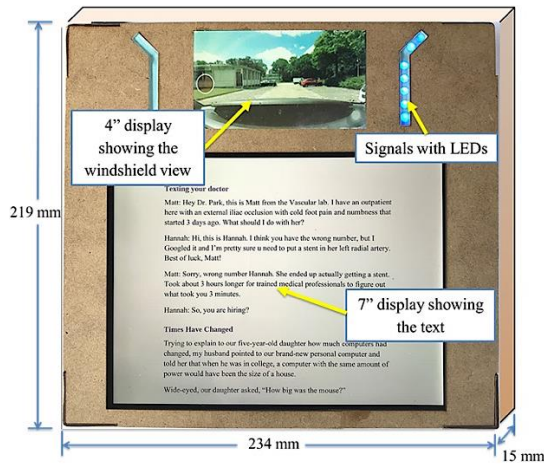 4” display
showing the
windshield view
Signals with LEDs
219 mm
Texting your doctor
Matt: Hey Dr. Park, this is Matt from the Vascular lab. I have an outpatient
here with an external iliac occlusion with cold foot pain and numbness that
started 3 days ago. What should I do with her?
Hannah: Hi, this is Hannah. I think you have the wrong number, but I
Googled it and I’m pretty sure u need to put a stent in her left radial artery.
Best of luck, Matt!
Matt: Sorry, wrong number Hannah. She ended up actually getting a stent.
Took about 3 hours longer for trained medical professionals to figure out
what took you 3 minutes.
Hannah: So, you are hiring?
7” display showing
the text
Times Have Changed
Trying to explain to our five-year-old daughter how much computers had
changed, my husband pointed to our brand-new personal computer and
told her that when he was in college, a computer with the same amount of
power would have been the size of a house.
Wide-eyed, our daughter asked, “How big was the mouse?”
234 mm
15 mm